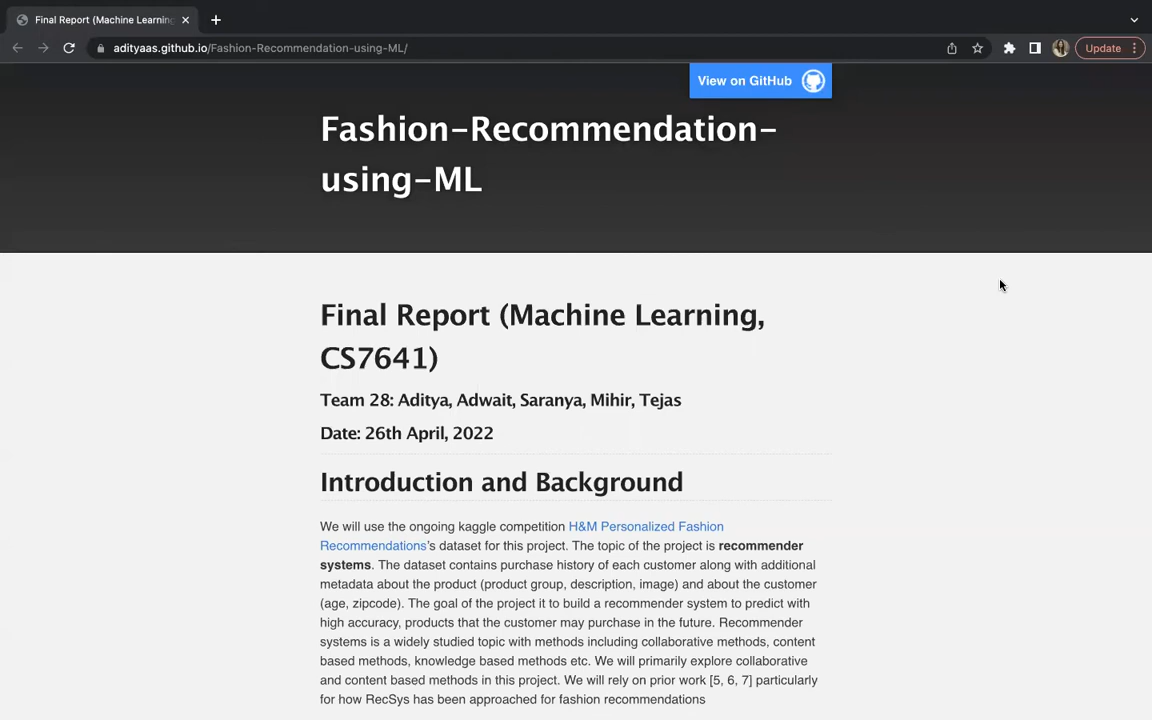 Final Report (Machine Learning
adityaas.github.io/Fashion-Recommendation-using-ML/
Update
View on GitHub
Fashion-Recommendation-
using-ML
Final Report (Machine Learning,
CS7641)
Team 28: Aditya, Adwait, Saranya, Mihir, Tejas
Date: 26th April, 2022
Introduction and Background
We will use the ongoing kaggle competition H&M Personalized Fashion
Recommendations's dataset for this project. The topic of the project is recommender
systems. The dataset contains purchase history of each customer along with additional
metadata about the product (product group, description, image) and about the customer
(age, zipcode). The goal of the project it to build a recommender system to predict with
high accuracy, products that the customer may purchase in the future. Recommender
systems is a widely studied topic with methods including collaborative methods, content
based methods, knowledge based methods etc. We will primarily explore collaborative
and content based methods in this project. We will rely on prior work [5, 6, 7] particularly
for how RecSys has been approached for fashion recommendations